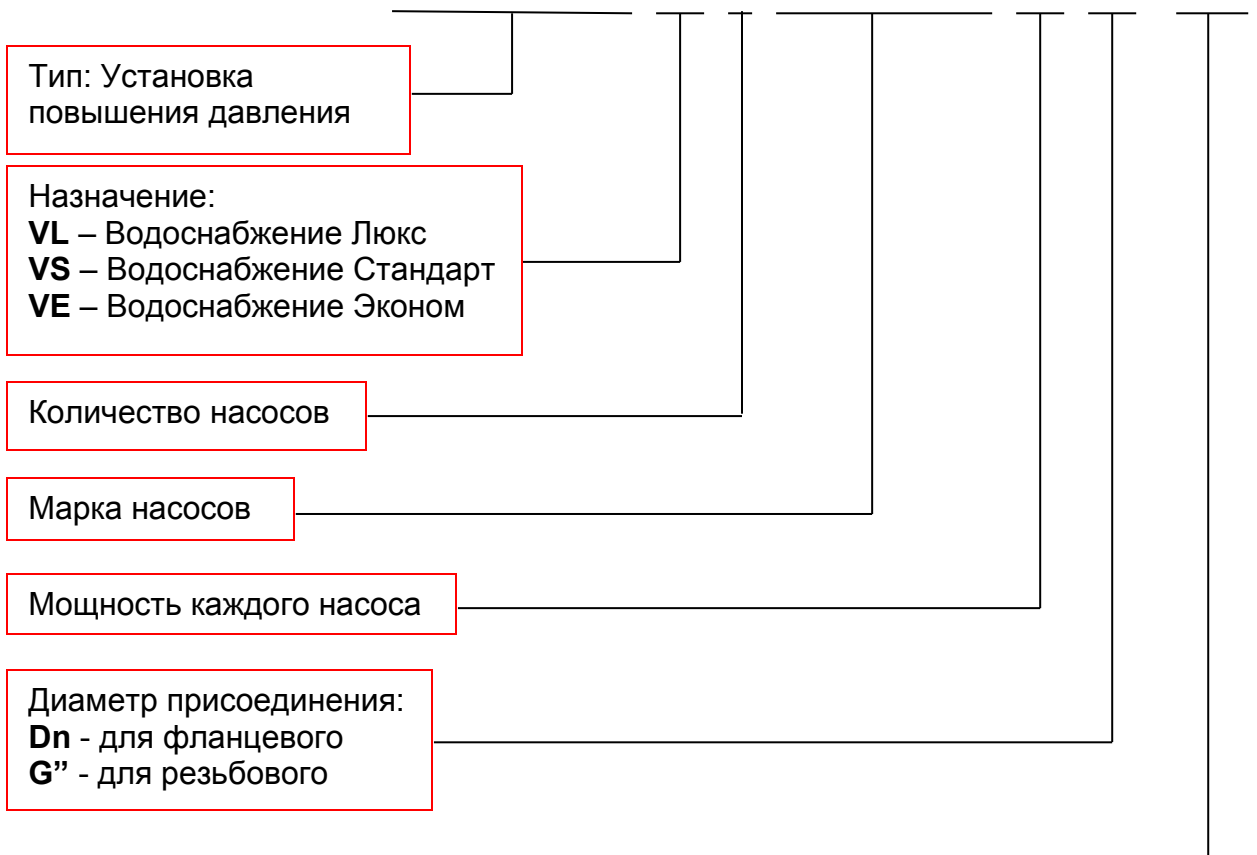 Тип: Установка
повышения давления
Назначение:
VL – Водоснабжение Люкс
VS – Водоснабжение Стандарт
VE – Водоснабжение Эконом
Количество насосов
Марка насосов
Мощность каждого насоса
Диаметр присоединения:
Dn - для фланцевого
G” - для резьбового